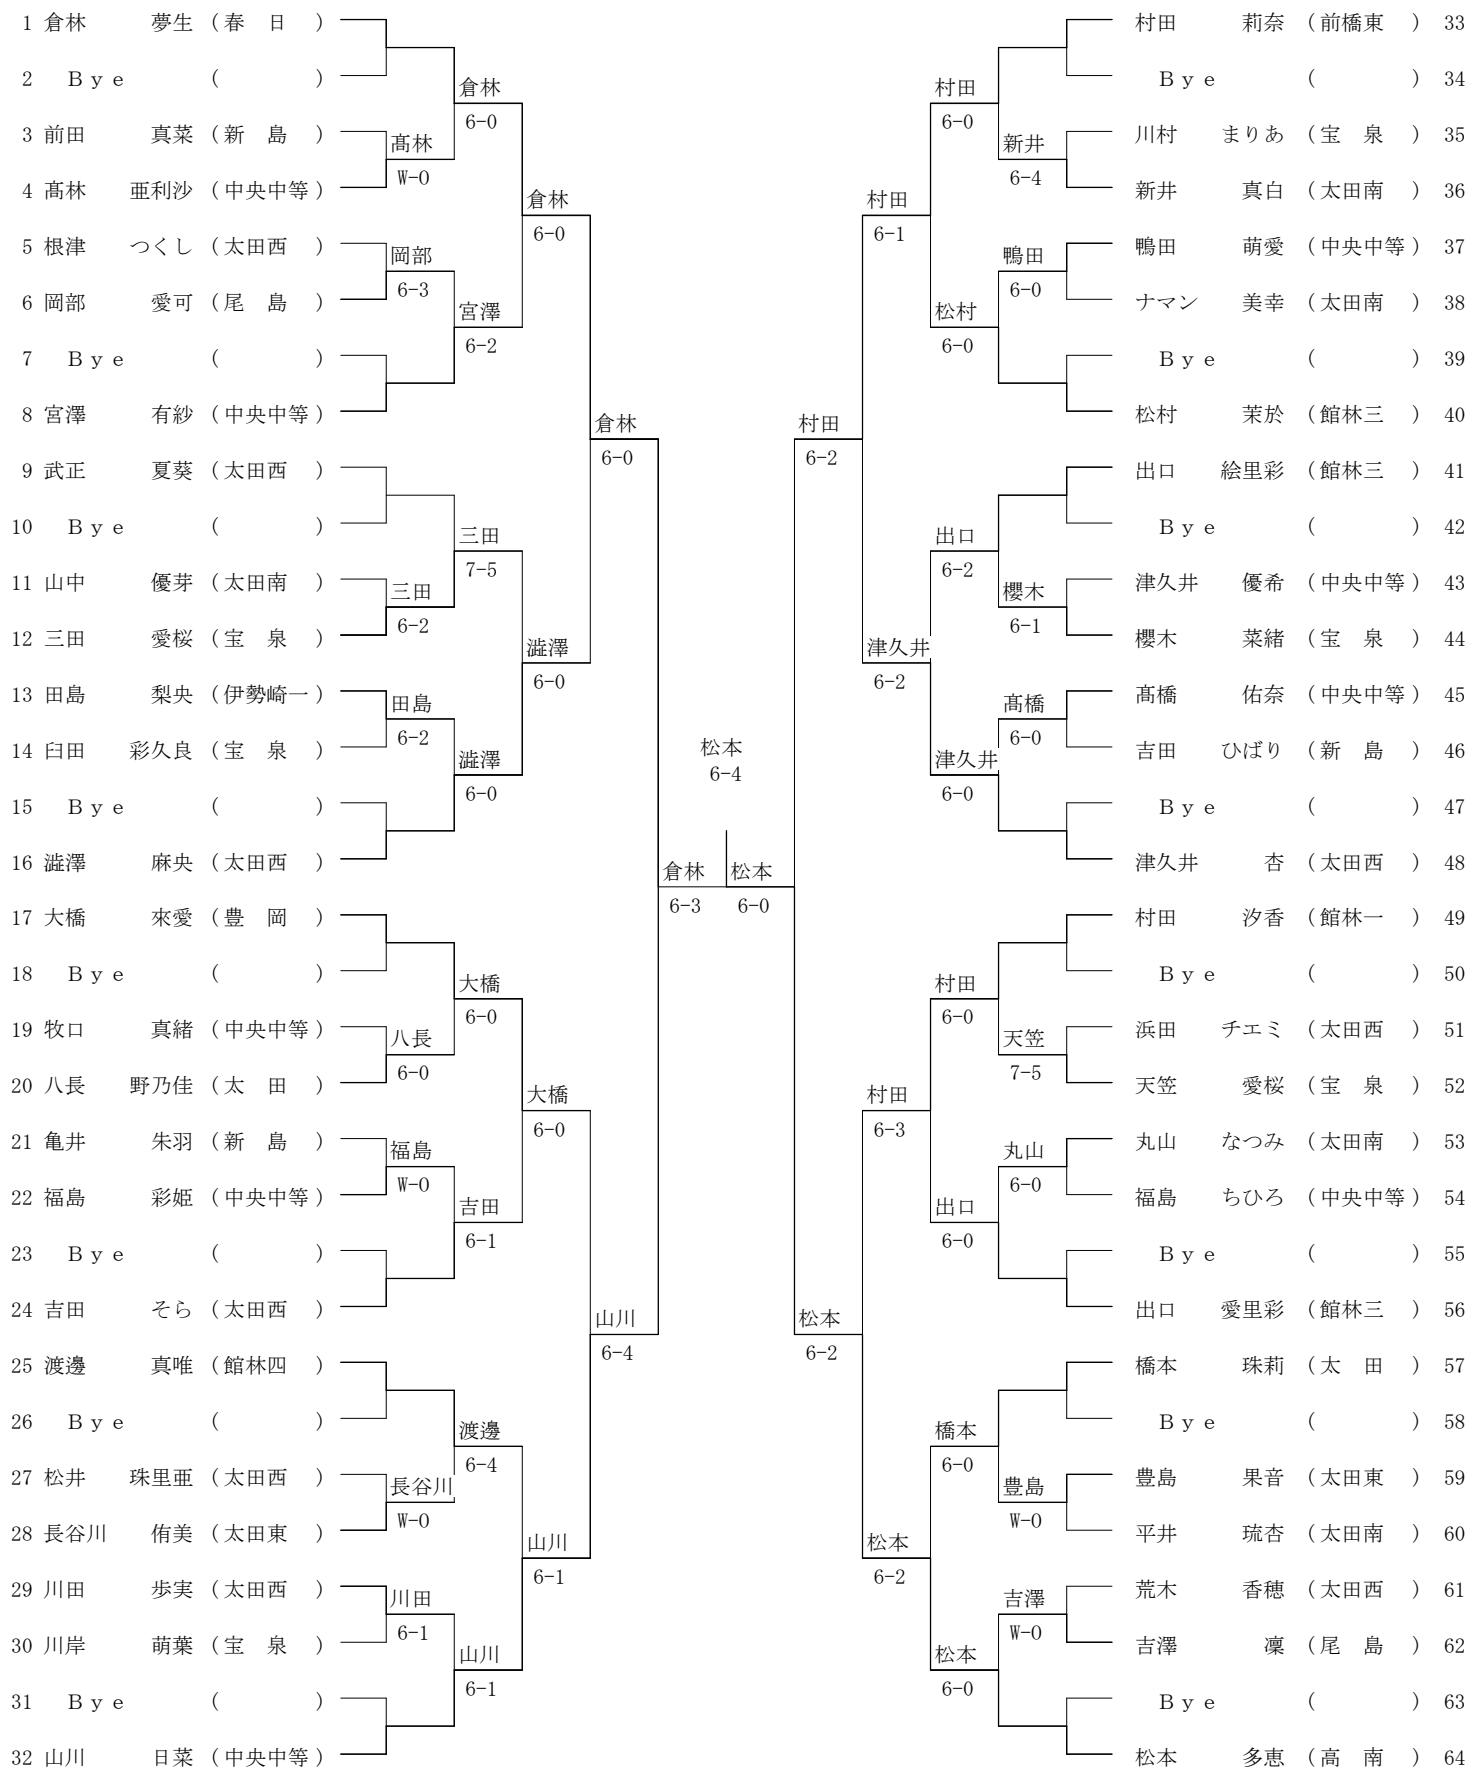 1 倉林 夢生 （春 日 ）
2 Ｂｙｅ （ ）
3 前田 真菜 （新 島 ）
4 髙林 亜利沙 （中央中等）
5 根津 つくし （太田西 ）
6 岡部 愛可 （尾 島 ）
7 Ｂｙｅ （ ）
8 宮澤 有紗 （中央中等）
9 武正 夏葵 （太田西 ）
10 Ｂｙｅ （ ）
11 山中 優芽 （太田南 ）
12 三田 愛桜 （宝 泉 ）
13 田島 梨央 （伊勢崎一）
14 臼田 彩久良 （宝 泉 ）
15 Ｂｙｅ （ ）
16 澁澤 麻央 （太田西 ）
17 大橋 來愛 （豊 岡 ）
18 Ｂｙｅ （ ）
19 牧口 真緒 （中央中等）
20 八長 野乃佳 （太 田 ）
21 亀井 朱羽 （新 島 ）
22 福島 彩姫 （中央中等）
23 Ｂｙｅ （ ）
24 吉田 そら （太田西 ）
25 渡邊 真唯 （館林四 ）
26 Ｂｙｅ （ ）
27 松井 珠里亜 （太田西 ）
28 長谷川 侑美 （太田東 ）
29 川田 歩実 （太田西 ）
30 川岸 萌葉 （宝 泉 ）
31 Ｂｙｅ （ ）
32 山川 日菜 （中央中等）
髙林
W-0
岡部
6-3
三田
6-2
田島
6-2
八長
6-0
福島
W-0
長谷川
W-0
川田
6-1
倉林
6-0
宮澤
6-2
三田
7-5
澁澤
6-0
大橋
6-0
吉田
6-1
渡邊
6-4
山川
6-1
倉林
6-0
澁澤
6-0
大橋
6-0
山川
6-1
倉林
6-0
山川
6-4
倉林
6-3
松本
6-4
松本
6-0
村田
6-2
松本
6-2
村田
6-1
津久井
6-2
村田
6-3
松本
6-2
村田
6-0
松村
6-0
出口
6-2
津久井
6-0
村田
6-0
出口
6-0
橋本
6-0
松本
6-0
新井
6-4
鴨田
6-0
櫻木
6-1
髙橋
6-0
天笠
7-5
丸山
6-0
豊島
W-0
吉澤
W-0
村田 莉奈 （前橋東 ） 33
Ｂｙｅ （ ） 34
川村 まりあ （宝 泉 ） 35
新井 真白 （太田南 ） 36
鴨田 萌愛 （中央中等） 37
ナマン 美幸 （太田南 ） 38
Ｂｙｅ （ ） 39
松村 茉於 （館林三 ） 40
出口 絵里彩 （館林三 ） 41
Ｂｙｅ （ ） 42
津久井 優希 （中央中等） 43
櫻木 菜緒 （宝 泉 ） 44
髙橋 佑奈 （中央中等） 45
吉田 ひばり （新 島 ） 46
Ｂｙｅ （ ） 47
津久井 杏 （太田西 ） 48
村田 汐香 （館林一 ） 49
Ｂｙｅ （ ） 50
浜田 チエミ （太田西 ） 51
天笠 愛桜 （宝 泉 ） 52
丸山 なつみ （太田南 ） 53
福島 ちひろ （中央中等） 54
Ｂｙｅ （ ） 55
出口 愛里彩 （館林三 ） 56
橋本 珠莉 （太 田 ） 57
Ｂｙｅ （ ） 58
豊島 果音 （太田東 ） 59
平井 琉杏 （太田南 ） 60
荒木 香穂 （太田西 ） 61
吉澤 凜 （尾 島 ） 62
Ｂｙｅ （ ） 63
松本 多恵 （高 南 ） 64